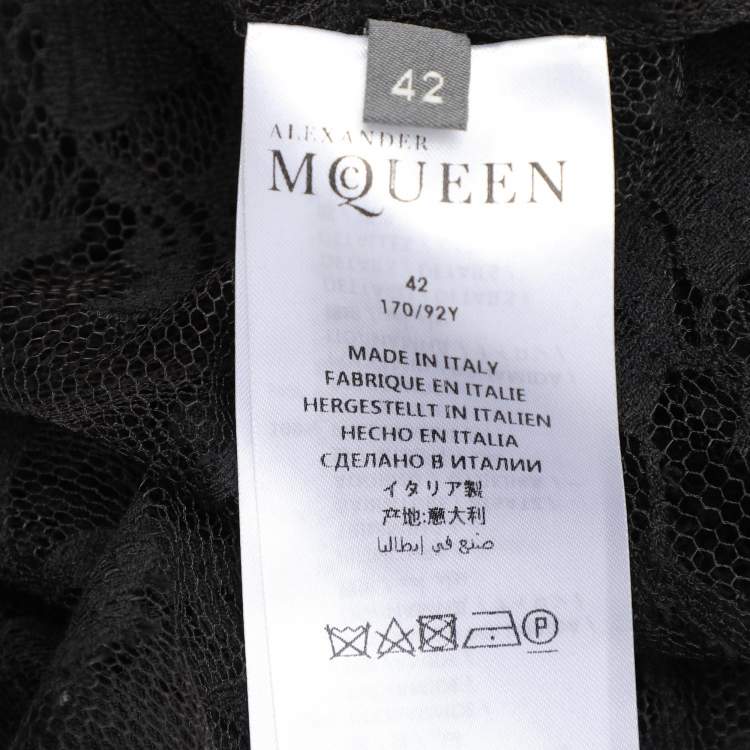 42
ALEXANDER
MCQUEEN
42
170/92Y
MADE IN ITALY
FABRIQUE EN ITALIE
HERGESTELLT IN ITALIEN
HECHO EN ITALIA
СДЕЛАНО В ИТАЛИИ
イタリア製
产地:意大利
صنع في إيطاليا
P